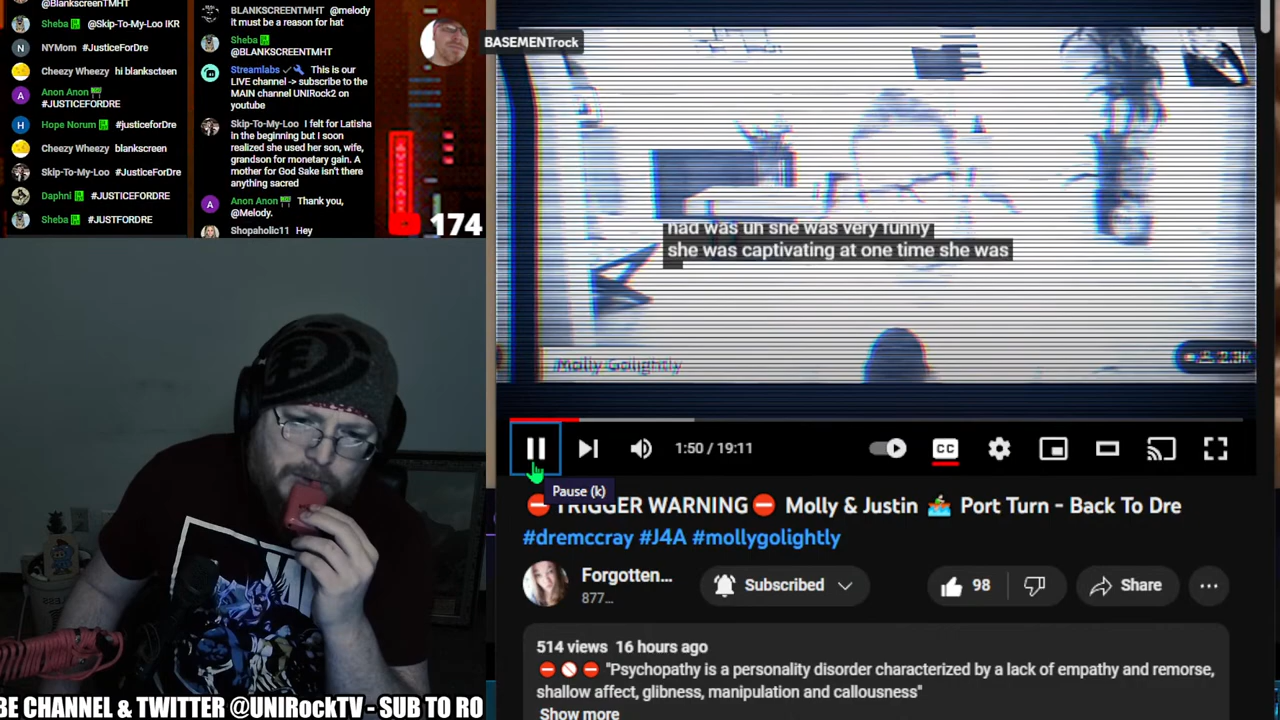 @BlankscreenTMHT
Sheba @Skip-To-My-Loo IKR
NYMom #JusticeForDre
Cheezy Wheezy hi blankscteen
Anon Anon
#JUSTICEFORDRE
Hope Norum #justiceforDre
Cheezy Wheezy blankscreen
Skip-To-My-Loo #JusticeForDre
Daphni #JUSTICEFORDRE
Sheba #JUSTFORDRE
BLANKSCREENTMHT @melody
it must be a reason for hat
Sheba
@BLANKSCREENTMHT
Streamlabs This is our
LIVE channel -> subscribe to the
MAIN channel UNIRock2 on
youtube
Skip-To-My-Loo I felt for Latisha
In the beginning but I soon
realized she used her son, wife,
grandson for monetary gain. A
mother for God Sake isn't there
anything sacred
Anon Anon Thank you,
@Melody.
Shopaholic11 Hey
174
BASEMENTrock
had was uh she was very funny
she was captivating at one time she was
Molly Golightly
2.3K
1:50 / 19:11
CC
Pause (k)
TRIGGER WARNING Molly & Justin Port Turn - Back To Dre
#dremccray #J4A #mollygolightly
Forgotten...
877...
Subscribed
98
Share
514 views 16 hours ago
"Psychopathy is a personality disorder characterized by a lack of empathy and remorse,
shallow affect, glibness, manipulation and callousness"
Show more
BE CHANNEL & TWITTER @UNIRockTV - SUB TO RO